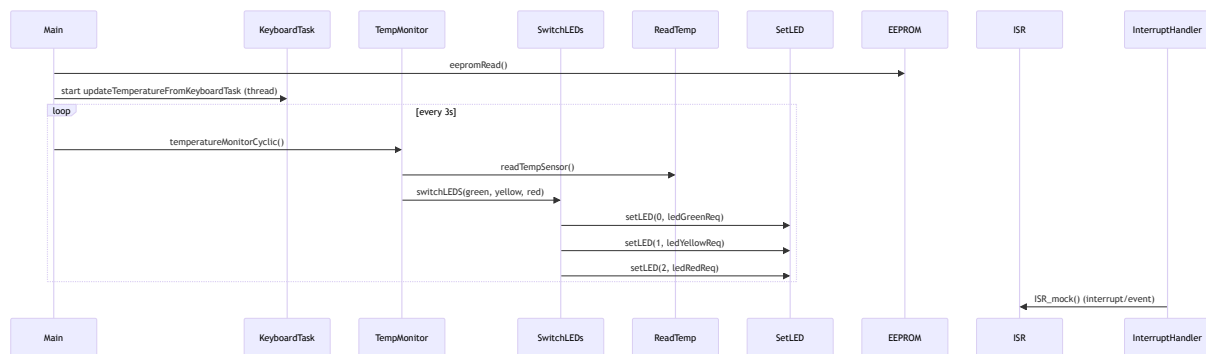 Main KeyboardTask TempMonitor SwitchLEDs ReadTemp SetLED EEPROM ISR InterruptHandler
eepromRead()
start updateTemperatureFromKeyboardTask (thread)
loop [every 3s]
temperatureMonitorCyclic()
readTempSensor()
switchLEDS(green, yellow, red)
setLED(0, ledGreenReq)
setLED(1, ledYellowReq)
setLED(2, ledRedReq)
ISR_mock() (interrupt/event)
Main KeyboardTask TempMonitor SwitchLEDs ReadTemp SetLED EEPROM ISR InterruptHandler